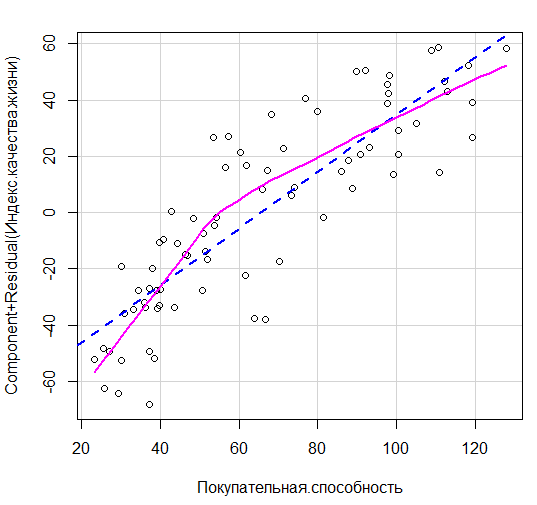 Component+Residual(Индекс.качества.жизни)
60
40
20
0
-20
-40
-60
20 40 60 80 100 120
Покупательная.способность